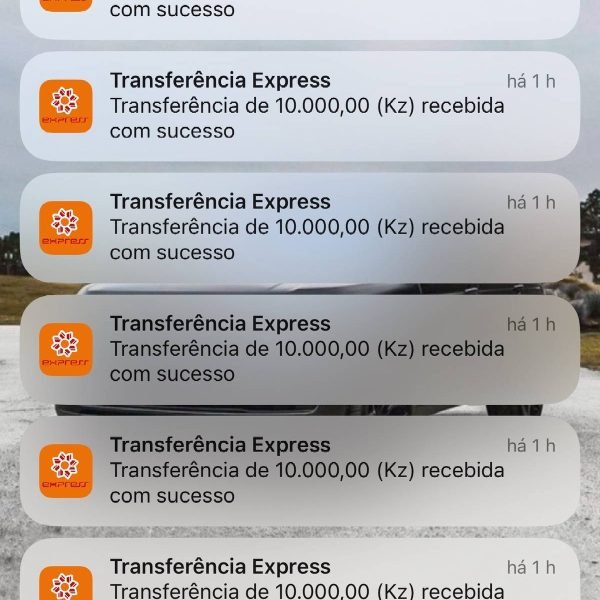 com sucesso
Transferência Express há 1 h
Transferência de 10.000,00 (Kz) recebida
com sucesso
EXPRESS
Transferência Express há 1 h
Transferência de 10.000,00 (Kz) recebida
com sucesso
EXPRESS
Transferência Express há 1 h
Transferência de 10.000,00 (Kz) recebida
com sucesso
EXPRESS
Transferência Express há 1 h
Transferência de 10.000,00 (Kz) recebida
com sucesso
EXPRESS
Transferência Express há 1 h
Transferência de 10.000,00 (Kz) recebida